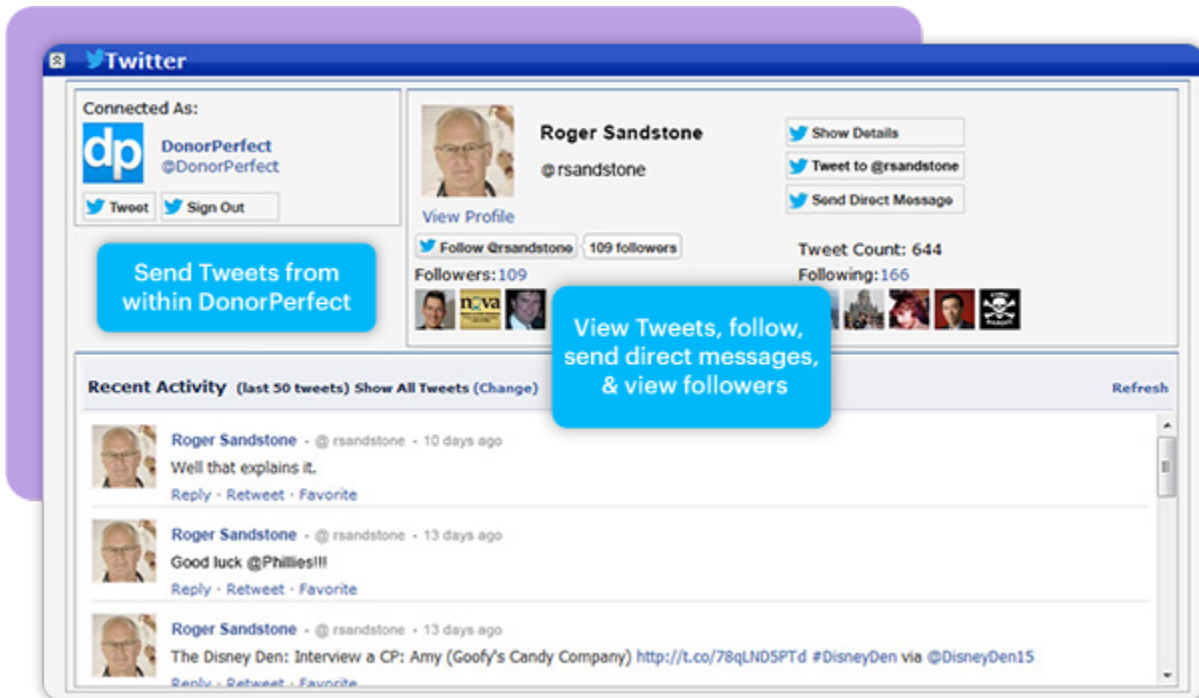 Twitter
Connected As:
dp
DonorPerfect
@DonorPerfect
Tweet
Sign Out
Send Tweets from
within DonorPerfect
Roger Sandstone
@rsandstone
View Profile
Follow @rsandstone
109 followers
Followers:109
nova
Show Details
Tweet to @rsandstone
Send Direct Message
Tweet Count: 644
Following:166
View Tweets, follow,
send direct messages,
& view followers
Recent Activity (last 50 tweets) Show All Tweets (Change)
Refresh
Roger Sandstone - @ rsandstone - 10 days ago
Well that explains it.
Reply · Retweet · Favorite
Roger Sandstone - @ rsandstone - 13 days ago
Good luck @Phillies!!!
Reply · Retweet · Favorite
Roger Sandstone - @ rsandstone - 13 days ago
The Disney Den: Interview a CP: Amy (Goofy's Candy Company) http://t.co/78qLND5PTd #DisneyDen via @DisneyDen15
Reply · Retweet · Favorite